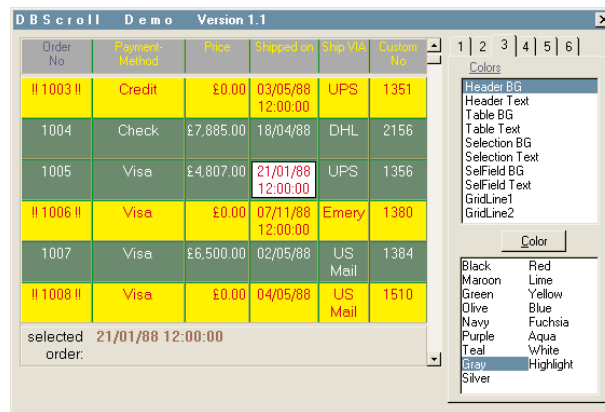 DBScroll Demo Version 1.1
Order No Payment-Method Price Shipped on Ship VIA Custom No
!! 1003 !! Credit £0.00 03/05/88 12:00:00 UPS 1351
1004 Check £7,885.00 18/04/88 DHL 2156
1005 Visa £4,807.00 21/01/88 12:00:00 UPS 1356
!! 1006 !! Visa £0.00 07/11/88 12:00:00 Emery 1380
1007 Visa £6,500.00 02/05/88 US Mail 1384
!! 1008 !! Visa £0.00 04/05/88 US Mail 1510
selected order: 21/01/88 12:00:00
1 2 3 4 5 6
Colors
Header BG
Header Text
Table BG
Table Text
Selection BG
Selection Text
SelField BG
SelField Text
GridLine1
GridLine2
Color
Black Red
Maroon Lime
Green Yellow
Olive Blue
Navy Fuchsia
Purple Aqua
Teal White
Gray Highlight
Silver